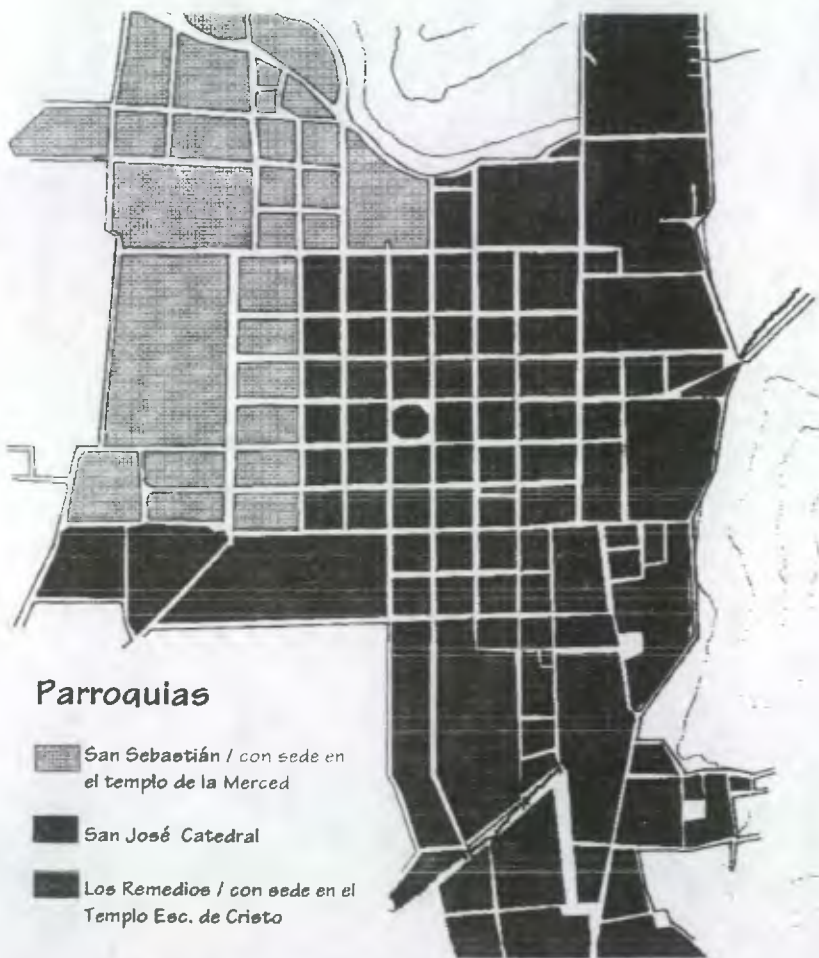 Parroquias
San Sebastián / con sede en
el templo de la Merced
San José Catedral
Los Remedios / con sede en el
Templo Esc. de Cristo